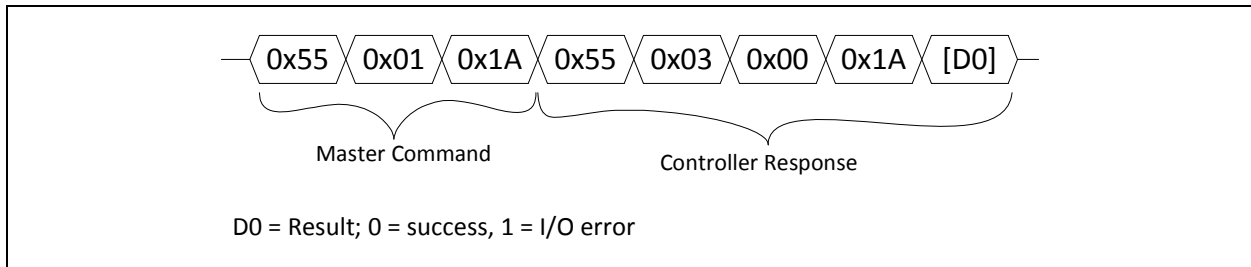 0x55 0x01 0x1A 0x55 0x03 0x00 0x1A [D0]
Master Command
Controller Response
D0 = Result; 0 = success, 1 = I/O error